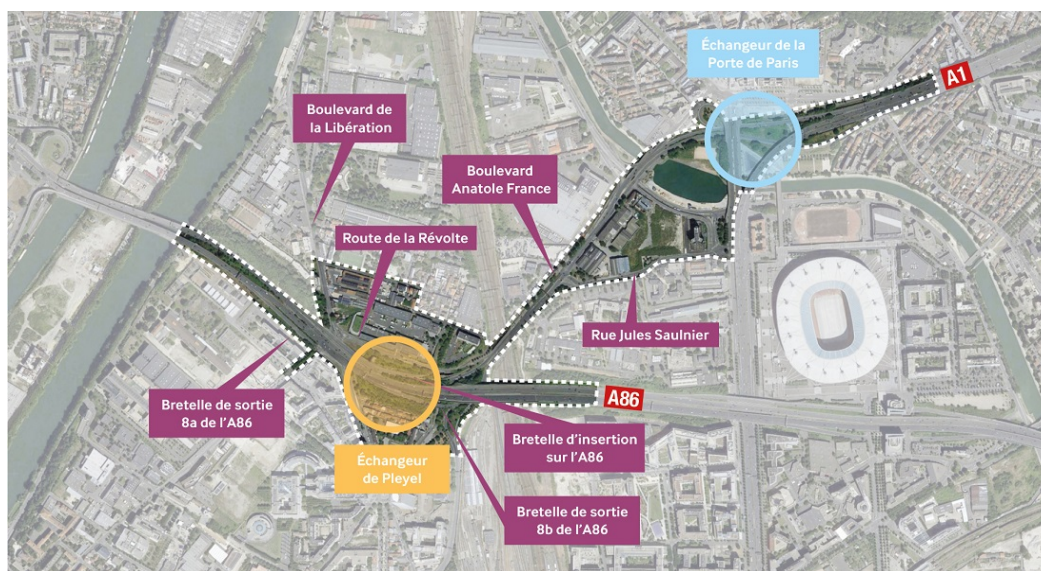 Échangeur de la
Porte de Paris
A1
Boulevard de
la Libération
Boulevard
Anatole France
Route de la Révolte
Rue Jules Saulnier
A86
Bretelle de sortie
8a de l'A86
Bretelle d'insertion
sur l'A86
Échangeur
de Pleyel
Bretelle de sortie
8b de l'A86